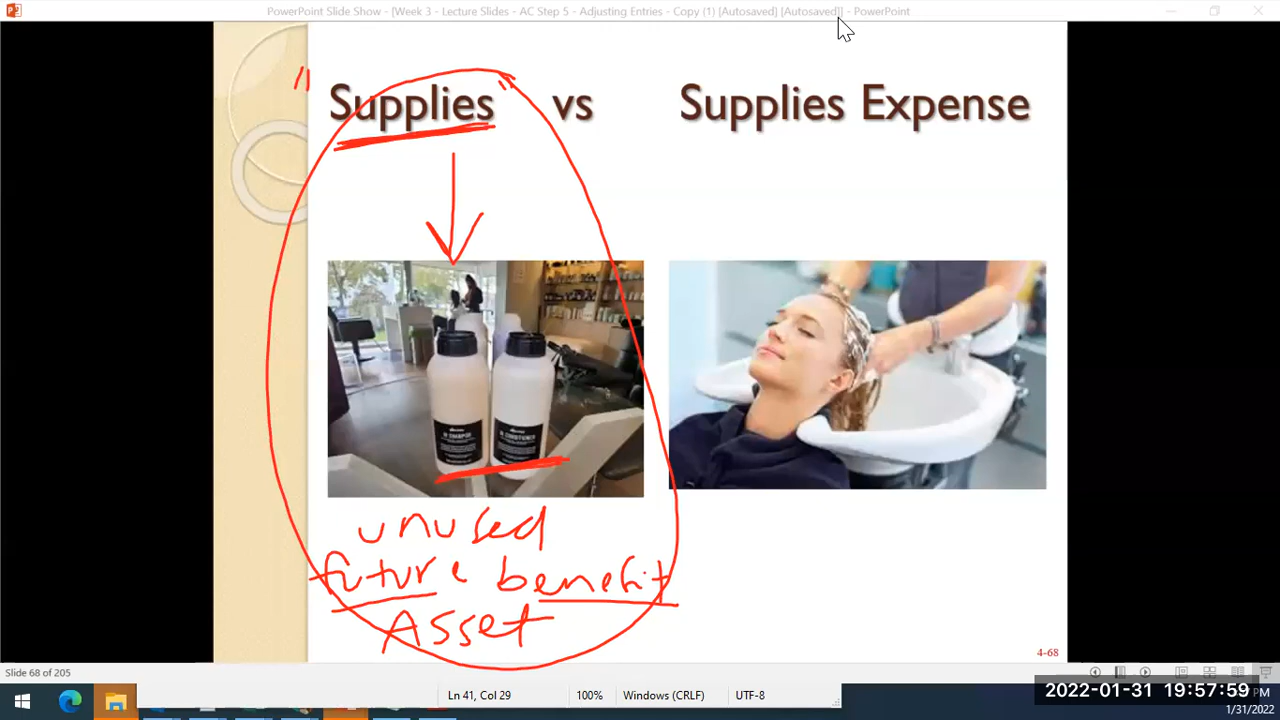 PowerPoint Slide Show - [Week 3 - Lecture Slides - AC Step 5 - Adjusting Entries - Copy (1) [Autosaved] [Autosaved]] - PowerPoint
"Supplies" vs Supplies Expense
unused
future benefit
Asset
4-68
Slide 68 of 205
Ln 41, Col 29 100% Windows (CRLF) UTF-8
2022-01-31 19:57:59 PM
1/31/2022